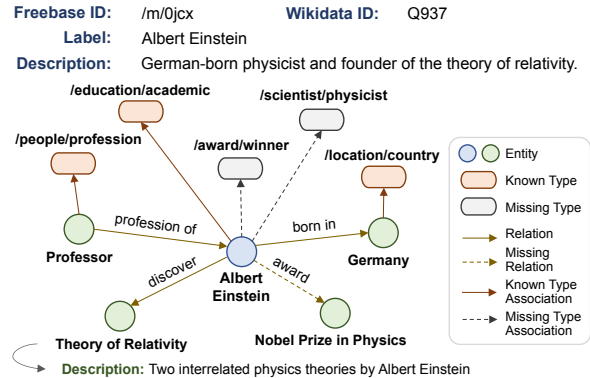 Freebase ID: /m/0jcx Wikidata ID: Q937
Label: Albert Einstein
Description: German-born physicist and founder of the theory of relativity.
/education/academic
/scientist/physicist
/people/profession
/award/winner
/location/country
profession of
born in
Professor
Albert
Einstein
Germany
discover
award
Theory of Relativity
Nobel Prize in Physics
Entity
Known Type
Missing Type
Relation
Missing
Relation
Known Type
Association
Missing Type
Association
Description: Two interrelated physics theories by Albert Einstein